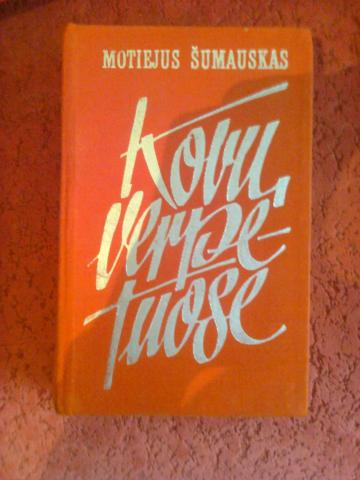 MOTIEJUS ŠUMAUSKAS
Kovų
verpe-
tuose